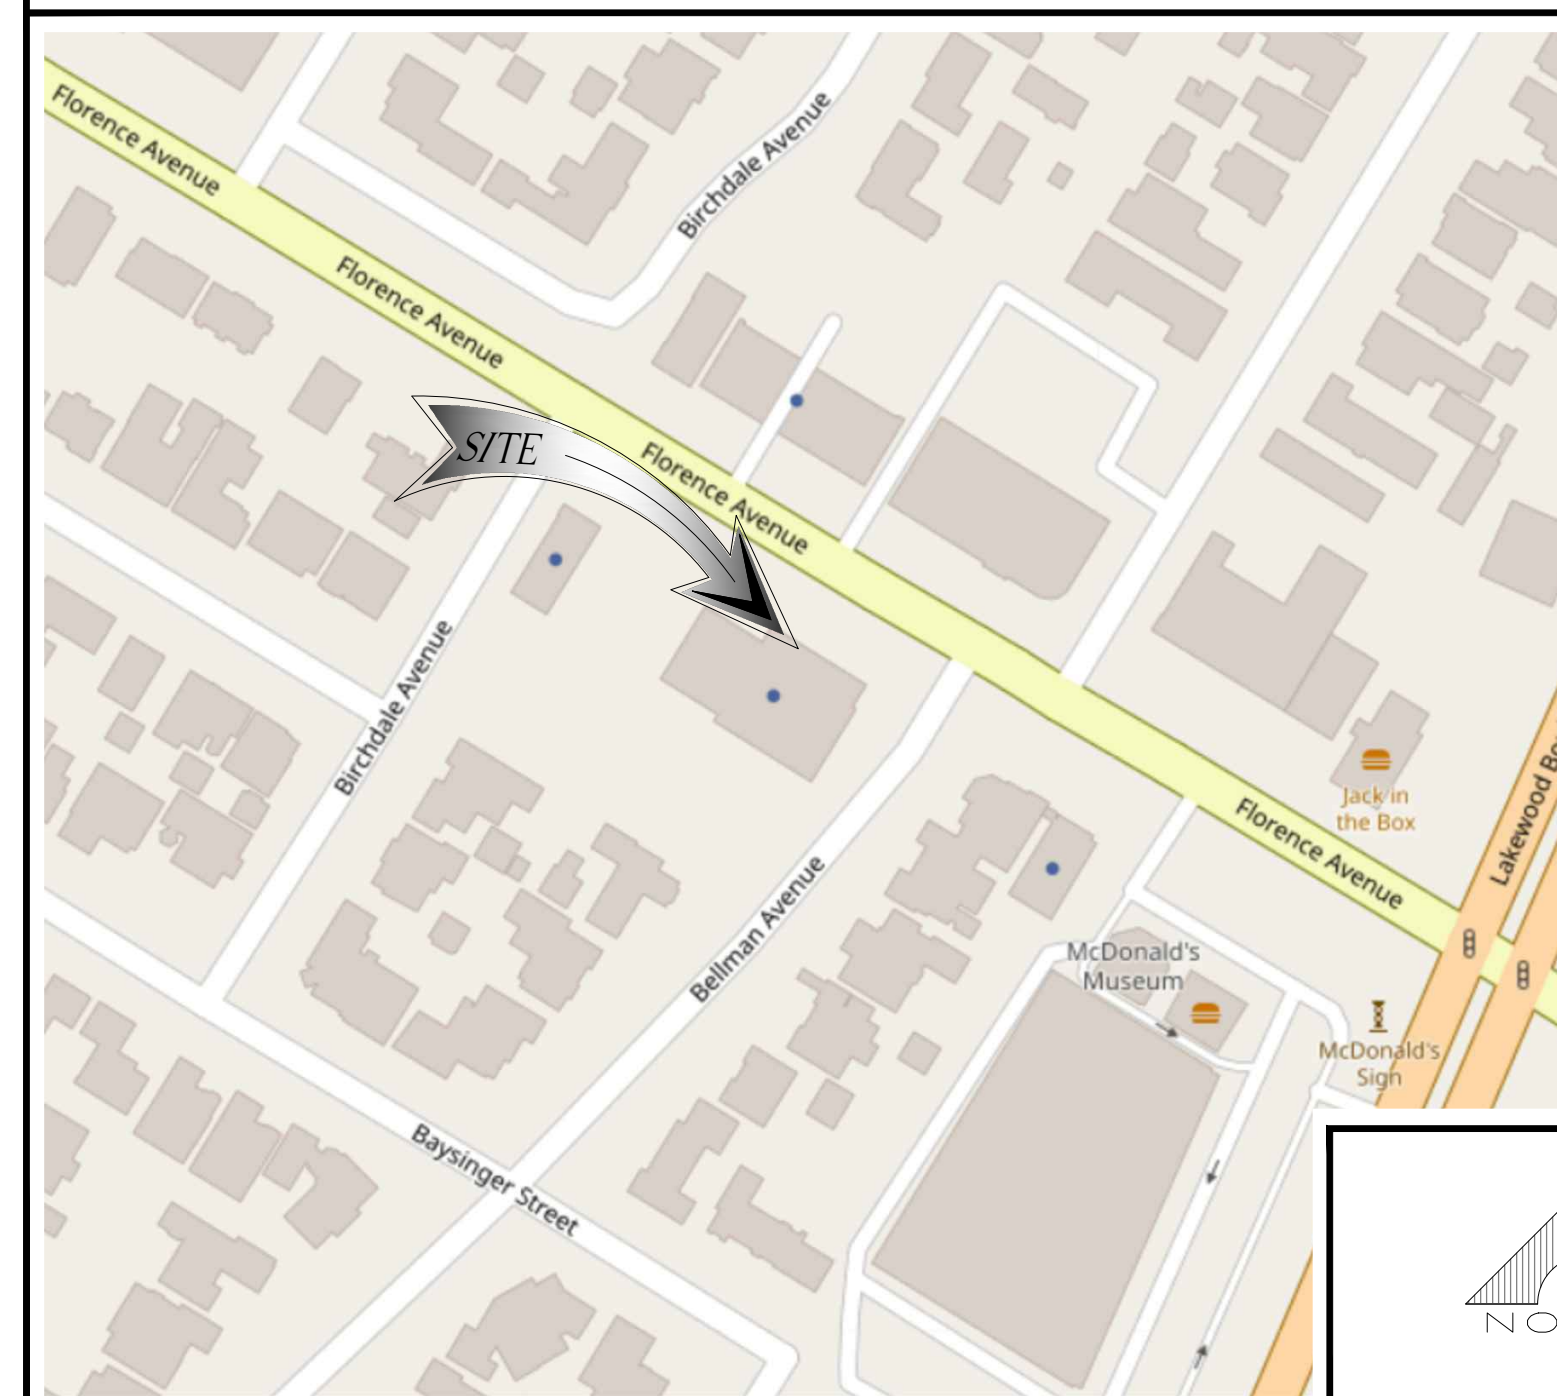 Florence Avenue
Birchdale Avenue
Florence Avenue
SITE
Florence Avenue
Birchdale Avenue
Jack in
the Box
Lakewood
Florence Avenue
Bellman Avenue
McDonald's
Museum
McDonald's
Sign
Baysinger Street
NO